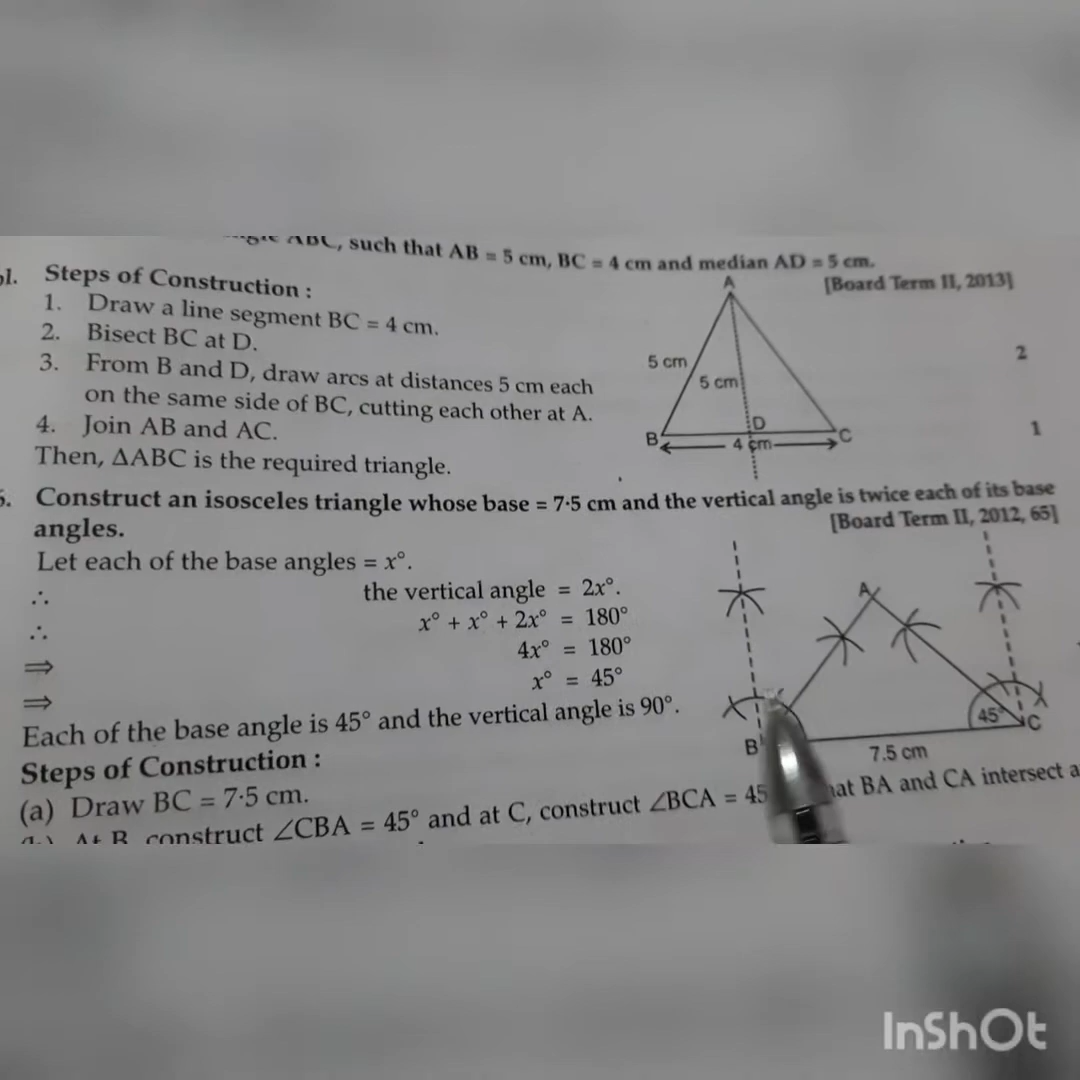 ABC, such that AB = 5 cm, BC = 4 cm and median AD = 5 cm.
[Board Term II, 2013]
Steps of Construction :
1. Draw a line segment BC = 4 cm.
2. Bisect BC at D.
3. From B and D, draw arcs at distances 5 cm each
on the same side of BC, cutting each other at A.
4. Join AB and AC.
Then, ΔABC is the required triangle.
A
5 cm
5 cm
D
B
4 cm
C
2
1
Construct an isosceles triangle whose base = 7·5 cm and the vertical angle is twice each of its base
angles.
[Board Term II, 2012, 65]
Let each of the base angles = x°.
∴ the vertical angle = 2x°.
∴ x° + x° + 2x° = 180°
⇒ 4x° = 180°
⇒ x° = 45°
Each of the base angle is 45° and the vertical angle is 90°.
A
45°
B
C
7.5 cm
Steps of Construction :
(a) Draw BC = 7·5 cm.
At B, construct ∠CBA = 45° and at C, construct ∠BCA = 45 BA and CA intersect
InShOt